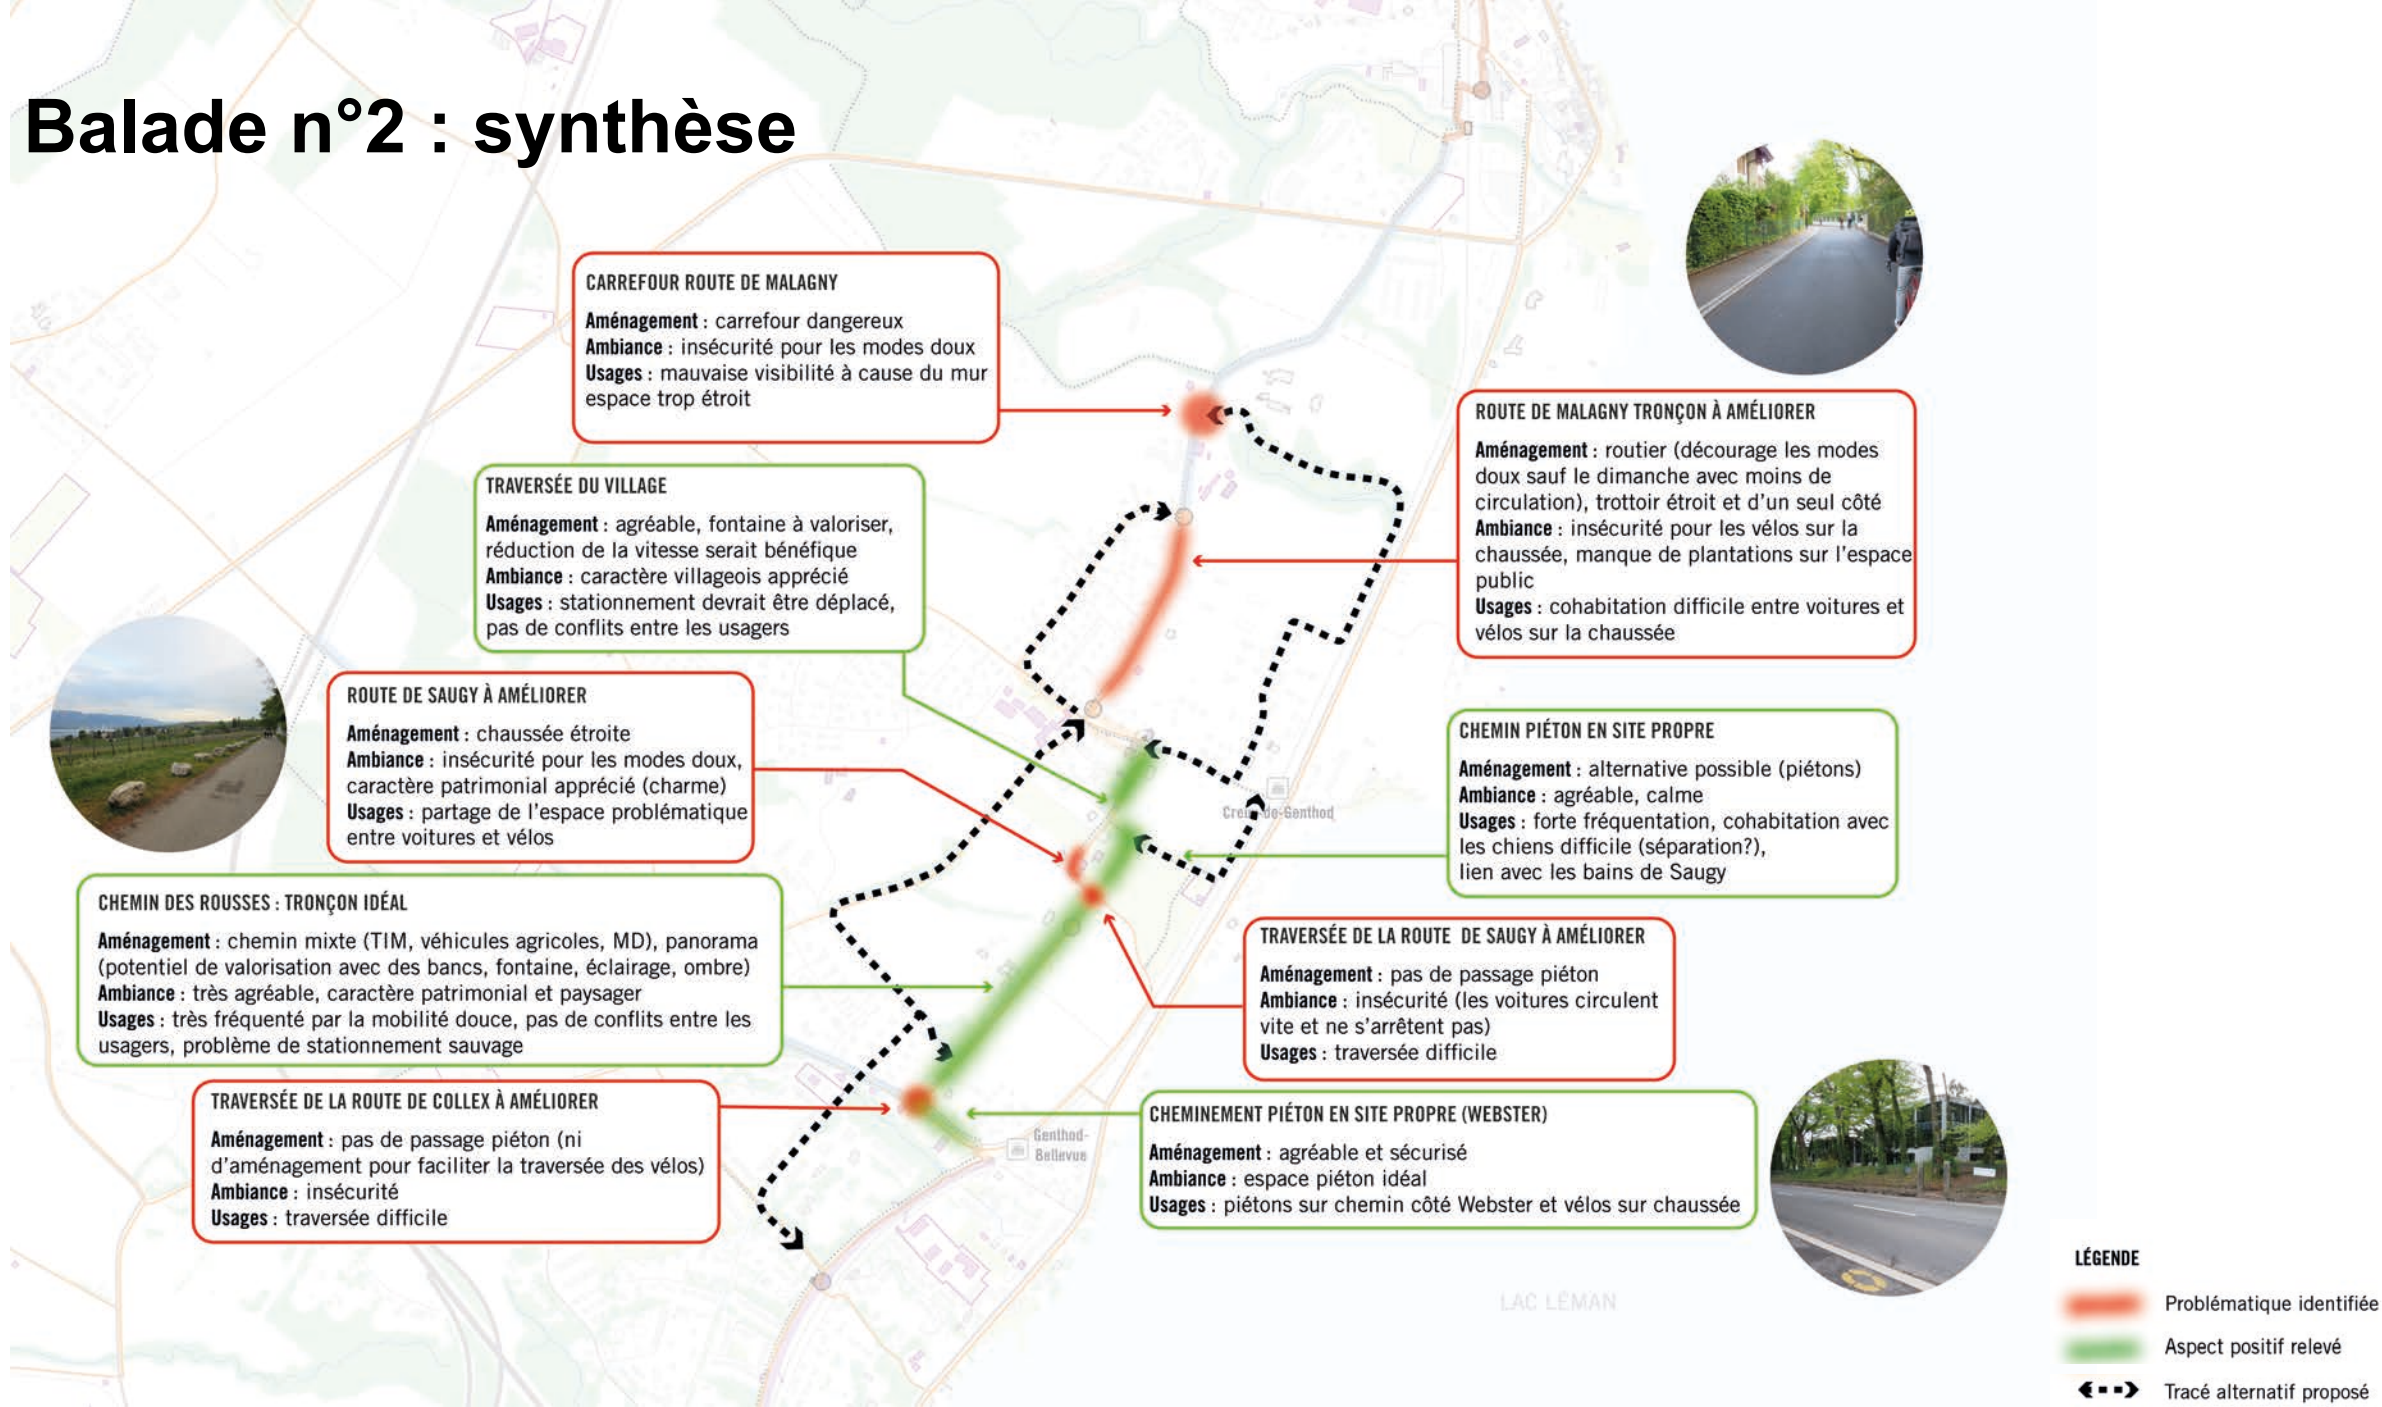 Balade n°2 : synthèse
CARREFOUR ROUTE DE MALAGNY
Aménagement : carrefour dangereux
Ambiance : insécurité pour les modes doux
Usages : mauvaise visibilité à cause du mur
espace trop étroit
TRAVERSÉE DU VILLAGE
Aménagement : agréable, fontaine à valoriser,
réduction de la vitesse serait bénéfique
Ambiance : caractère villageois apprécié
Usages : stationnement devrait être déplacé,
pas de conflits entre les usagers
ROUTE DE SAUGY À AMÉLIORER
Aménagement : chaussée étroite
Ambiance : insécurité pour les modes doux,
caractère patrimonial apprécié (charme)
Usages : partage de l'espace problématique
entre voitures et vélos
CHEMIN DES ROUSSES : TRONÇON IDÉAL
Aménagement : chemin mixte (TIM, véhicules agricoles, MD), panorama
(potentiel de valorisation avec des bancs, fontaine, éclairage, ombre)
Ambiance : très agréable, caractère patrimonial et paysager
Usages : très fréquenté par la mobilité douce, pas de conflits entre les
usagers, problème de stationnement sauvage
TRAVERSÉE DE LA ROUTE DE COLLEX À AMÉLIORER
Aménagement : pas de passage piéton (ni
d'aménagement pour faciliter la traversée des vélos)
Ambiance : insécurité
Usages : traversée difficile
ROUTE DE MALAGNY TRONÇON À AMÉLIORER
Aménagement : routier (décourage les modes
doux sauf le dimanche avec moins de
circulation), trottoir étroit et d'un seul côté
Ambiance : insécurité pour les vélos sur la
chaussée, manque de plantations sur l'espace
public
Usages : cohabitation difficile entre voitures et
vélos sur la chaussée
CHEMIN PIÉTON EN SITE PROPRE
Aménagement : alternative possible (piétons)
Ambiance : agréable, calme
Usages : forte fréquentation, cohabitation avec
les chiens difficile (séparation?),
lien avec les bains de Saugy
TRAVERSÉE DE LA ROUTE DE SAUGY À AMÉLIORER
Aménagement : pas de passage piéton
Ambiance : insécurité (les voitures circulent
vite et ne s'arrêtent pas)
Usages : traversée difficile
CHEMINEMENT PIÉTON EN SITE PROPRE (WEBSTER)
Aménagement : agréable et sécurisé
Ambiance : espace piéton idéal
Usages : piétons sur chemin côté Webster et vélos sur chaussée
Genthod-
Bellevue
LAC LÉMAN
LÉGENDE
Problématique identifiée
Aspect positif relevé
Tracé alternatif proposé